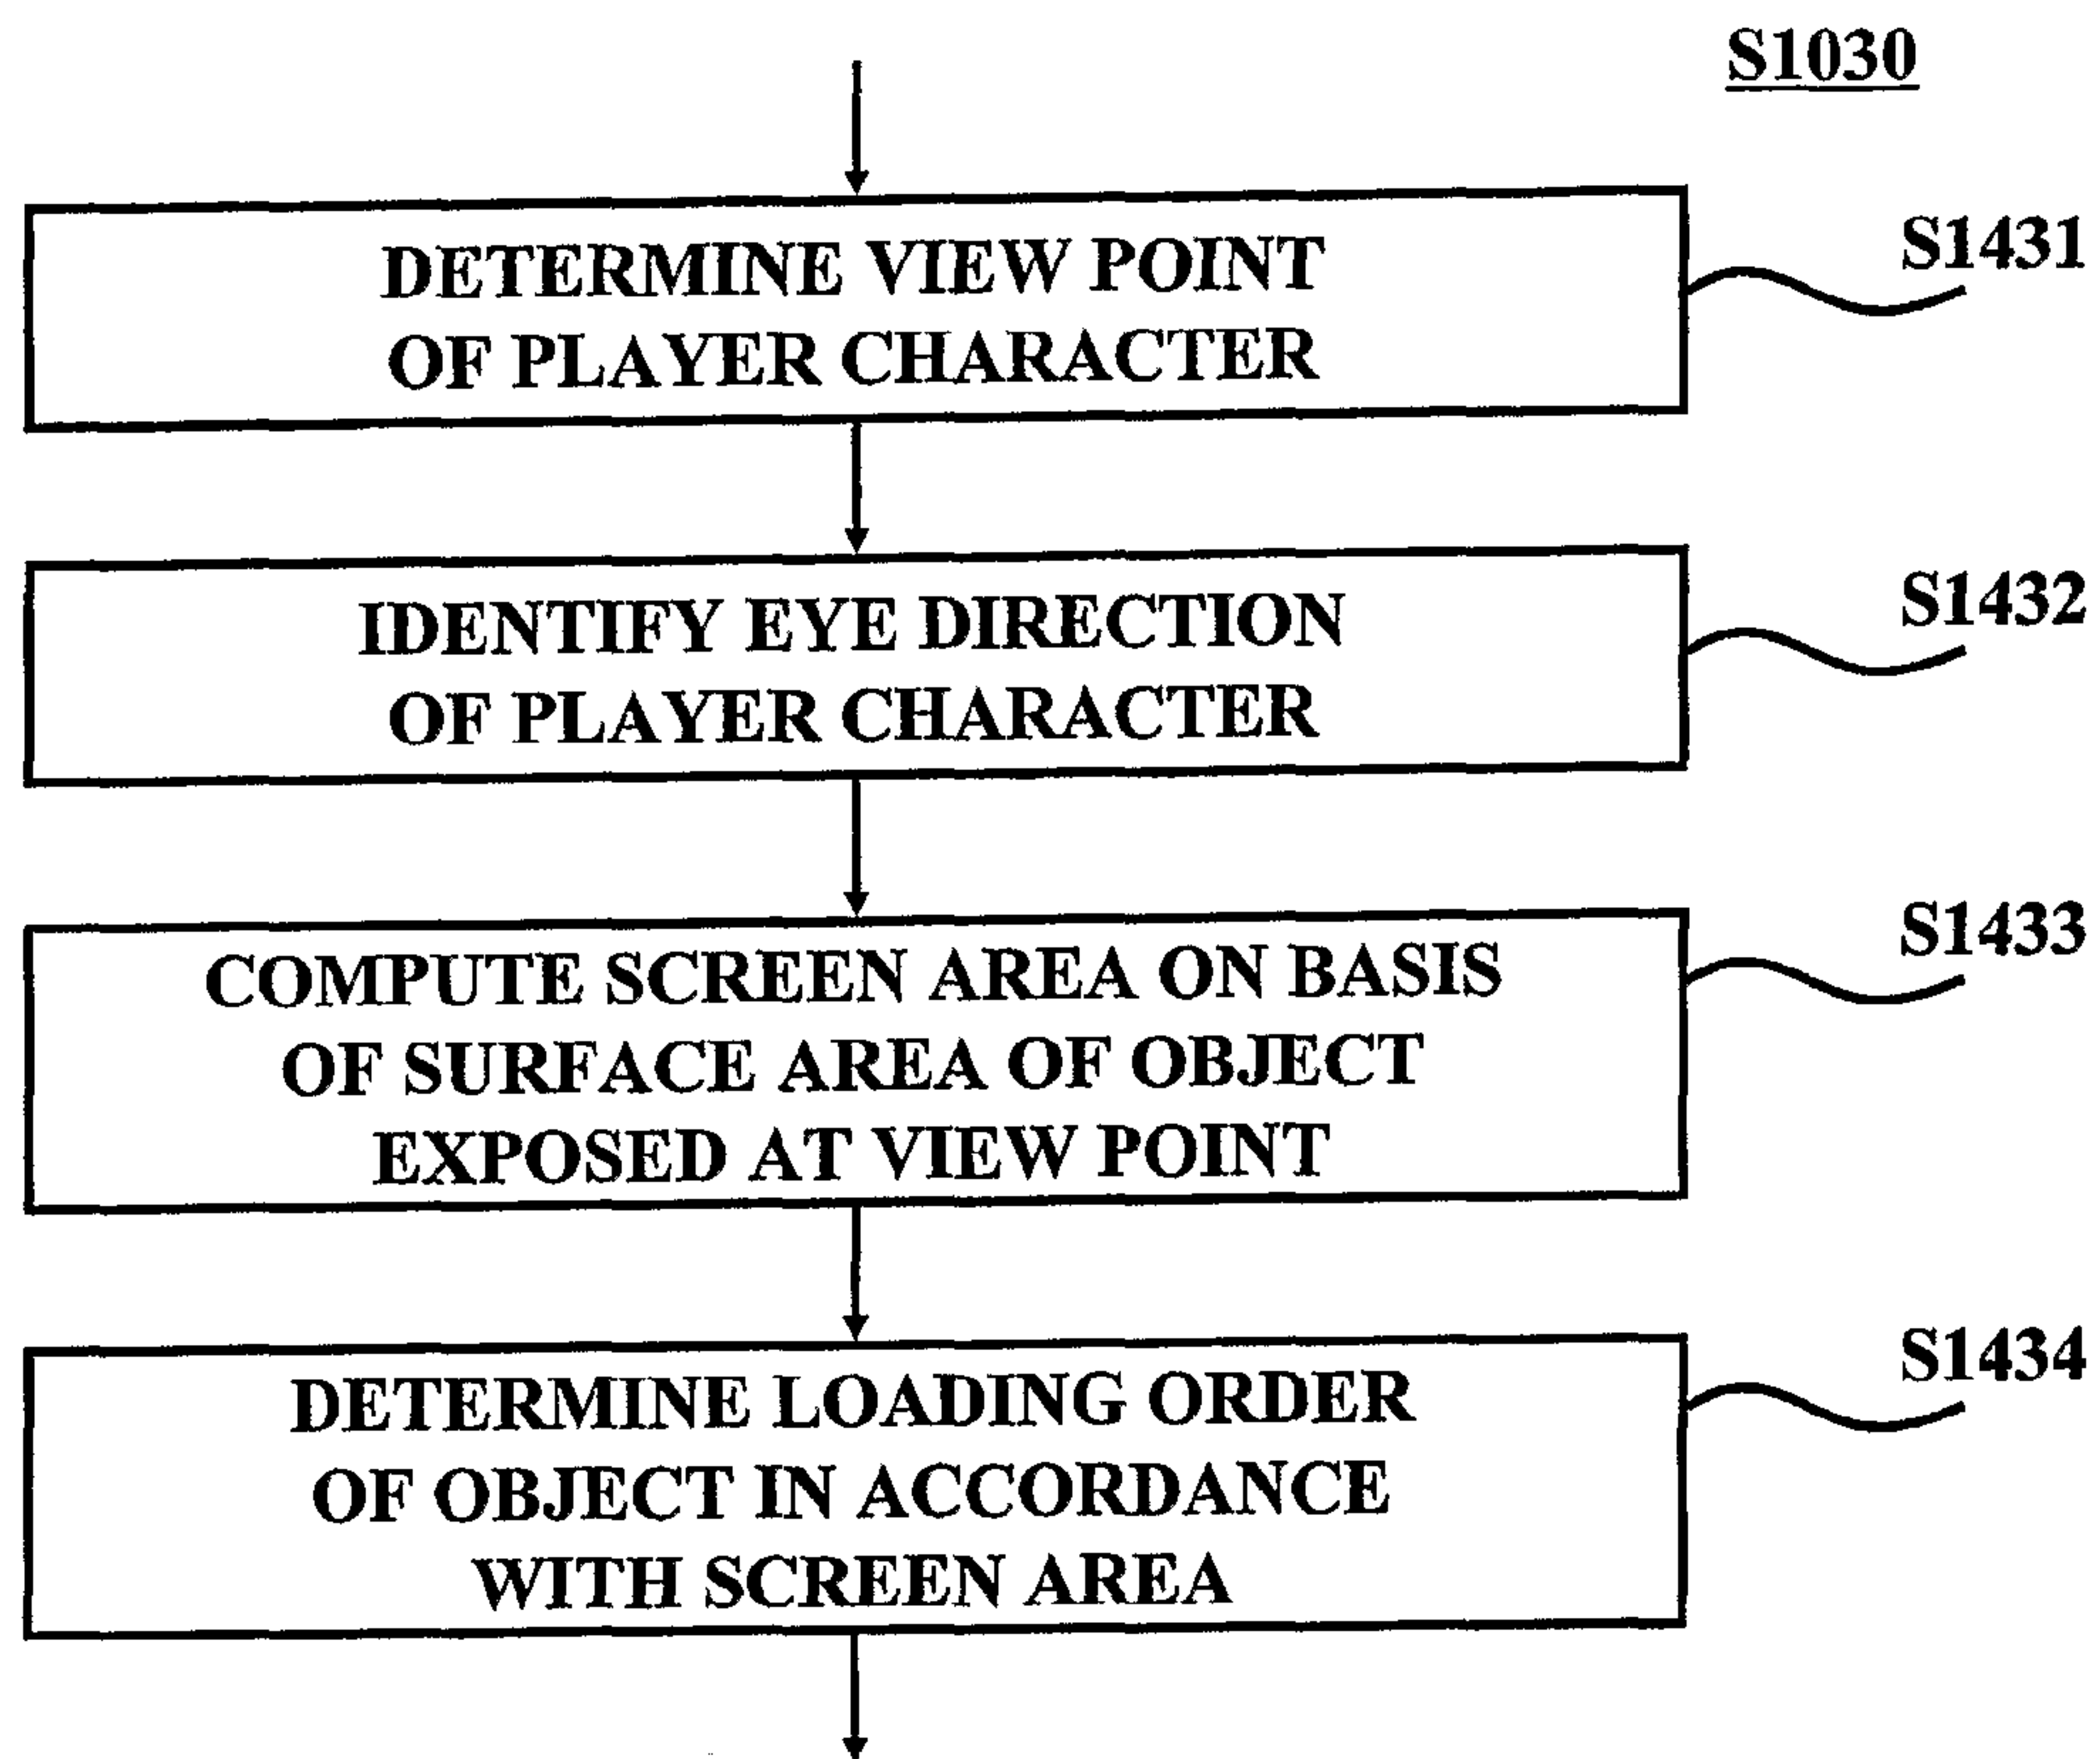 S1030
DETERMINE VIEW POINT
OF PLAYER CHARACTER
S1431
IDENTIFY EYE DIRECTION
OF PLAYER CHARACTER
S1432
COMPUTE SCREEN AREA ON BASIS
OF SURFACE AREA OF OBJECT
EXPOSED AT VIEW POINT
S1433
DETERMINE LOADING ORDER
OF OBJECT IN ACCORDANCE
WITH SCREEN AREA
S1434